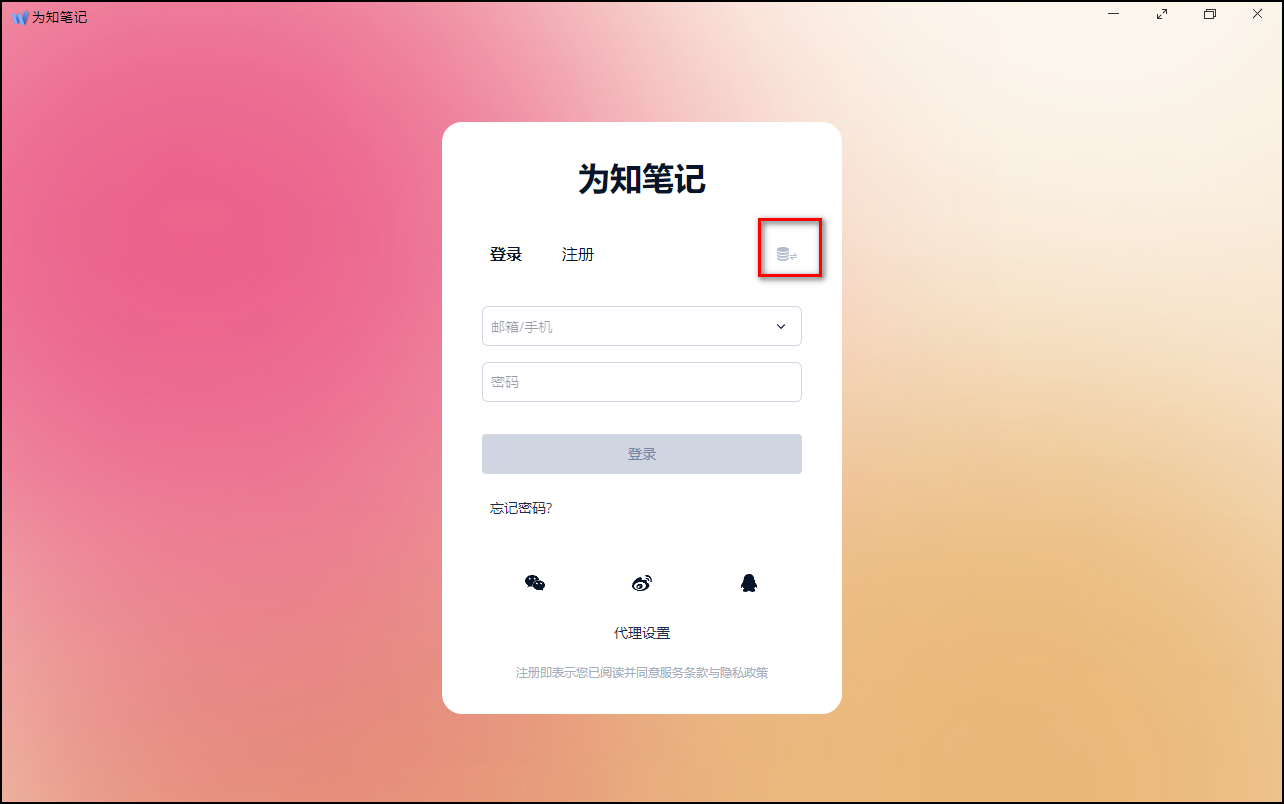 为知笔记
为知笔记
登录 注册
邮箱/手机
密码
登录
忘记密码?
代理设置
注册即表示您已阅读并同意服务条款与隐私政策